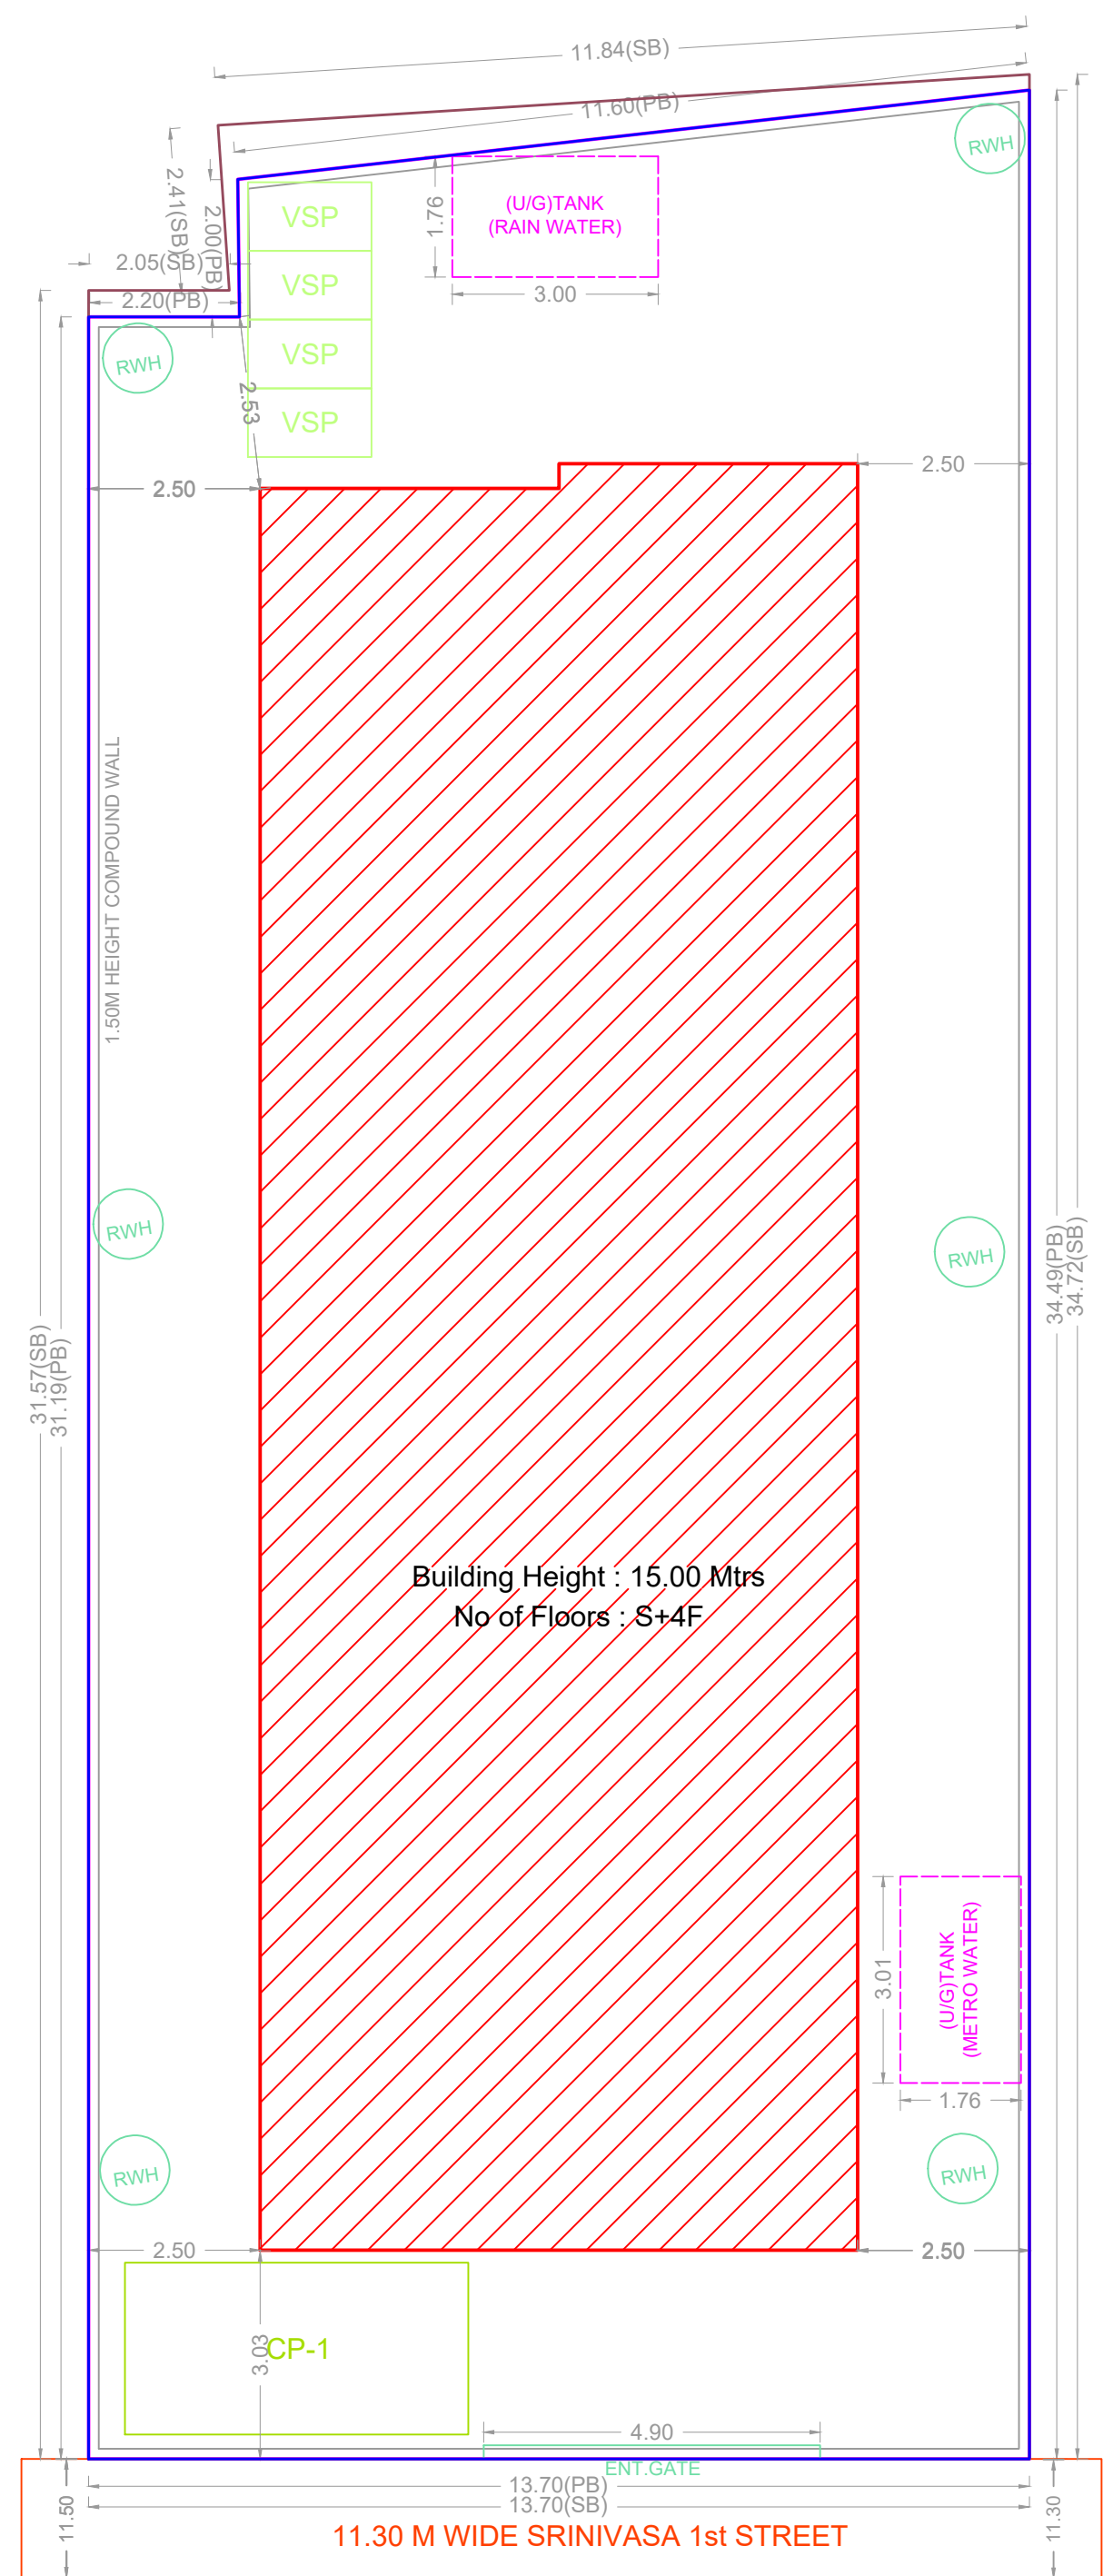 11.84(SB)
11.60(PB)
RWH
2.41(SB)
2.00(PB)
2.05(SB)
2.20(PB)
VSP
VSP
VSP
VSP
1.76
(U/G)TANK
(RAIN WATER)
3.00
RWH
2.53
2.50
2.50
1.50M HEIGHT COMPOUND WALL
RWH
RWH
34.49(PB)
34.72(SB)
31.57(SB)
31.19(PB)
Building Height : 15.00 Mtrs
No of Floors : S+4F
3.01
(U/G)TANK
(METRO WATER)
1.76
RWH
RWH
2.50
2.50
3.03
CP-1
4.90
ENT.GATE
13.70(PB)
13.70(SB)
11.50
11.30
11.30 M WIDE SRINIVASA 1st STREET